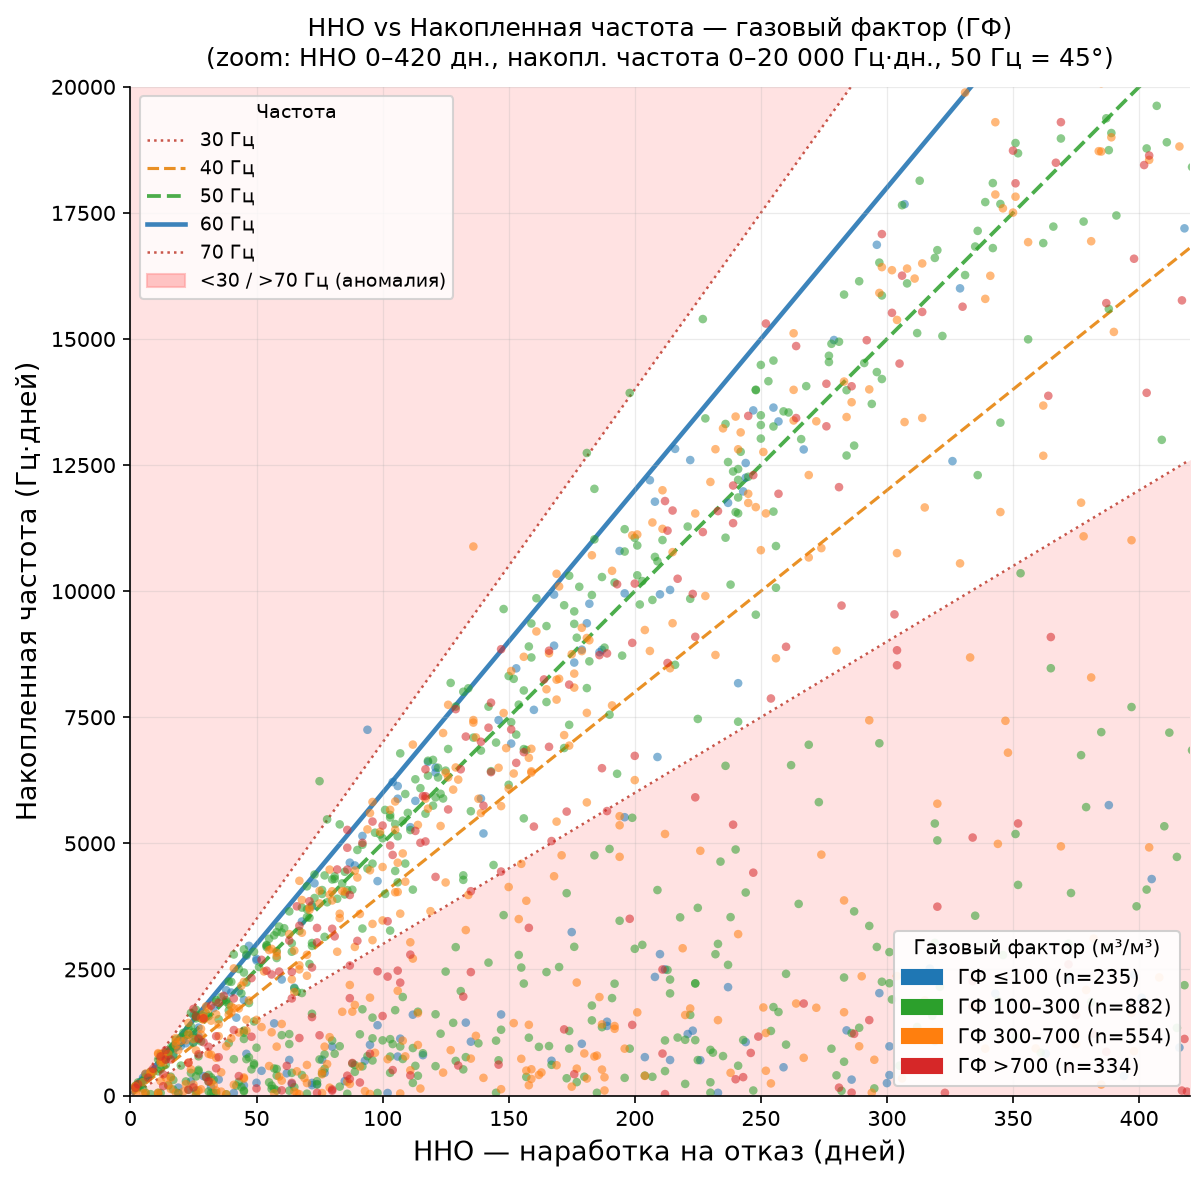 ННО vs Накопленная частота — газовый фактор (ГФ)
(zoom: ННО 0–420 дн., накопл. частота 0–20 000 Гц·дн., 50 Гц = 45°)
Накопленная частота (Гц·дней)
20000
17500
15000
12500
10000
7500
5000
2500
0
Частота
30 Гц
40 Гц
50 Гц
60 Гц
70 Гц
<30 / >70 Гц (аномалия)
Газовый фактор (м³/м³)
ГФ ≤100 (n=235)
ГФ 100–300 (n=882)
ГФ 300–700 (n=554)
ГФ >700 (n=334)
0 50 100 150 200 250 300 350 400
ННО — наработка на отказ (дней)